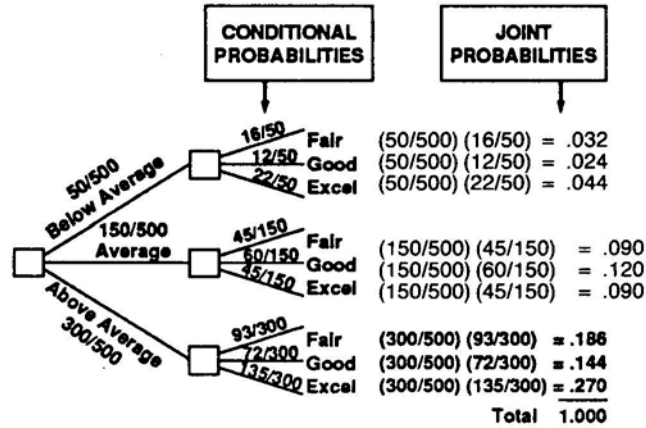 CONDITIONAL PROBABILITIES
JOINT PROBABILITIES
50/500
Below Average
16/50 Fair (50/500) (16/50) = .032
12/50 Good (50/500) (12/50) = .024
22/50 Excel (50/500) (22/50) = .044
150/500
Average
45/150 Fair (150/500) (45/150) = .090
60/150 Good (150/500) (60/150) = .120
45/150 Excel (150/500) (45/150) = .090
Above Average
300/500
93/300 Fair (300/500) (93/300) = .186
72/300 Good (300/500) (72/300) = .144
135/300 Excel (300/500) (135/300) = .270
Total 1.000